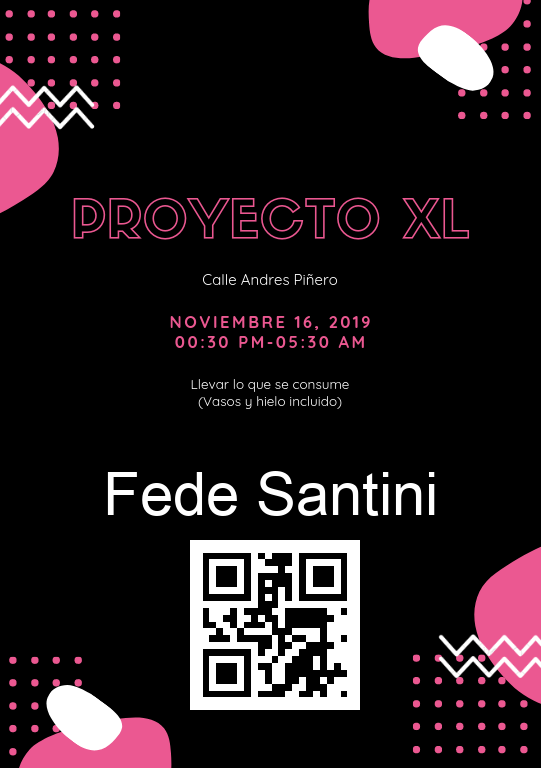 PROYECTO XL
Calle Andres Piñero
NOVIEMBRE 16, 2019
00:30 PM-05:30 AM
Llevar lo que se consume
(Vasos y hielo incluido)
Fede Santini